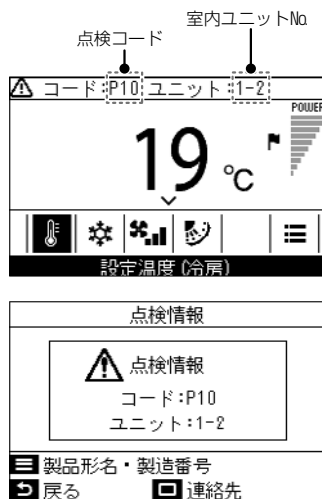 室内ユニット№
点検コード
コード:P10 ユニット:1-2
POWER
19 ℃
設定温度(冷房)
点検情報
点検情報
コード:P10
ユニット:1-2
製品形名・製造番号
戻る 連絡先